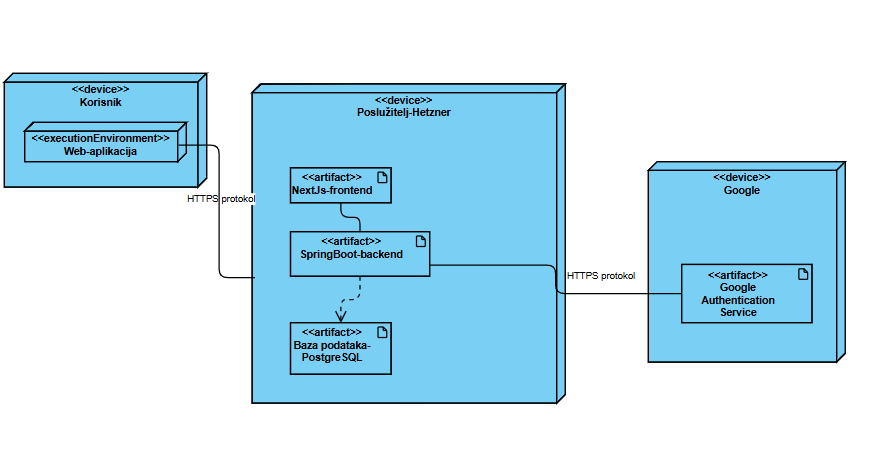 <<device>>
Korisnik
<<executionEnvironment>>
Web-aplikacija
HTTPS protokol
<<device>>
Poslužitelj-Hetzner
<<artifact>>
NextJs-frontend
<<artifact>>
SpringBoot-backend
<<artifact>>
Baza podataka-
PostgreSQL
HTTPS protokol
<<device>>
Google
<<artifact>>
Google
Authentication
Service